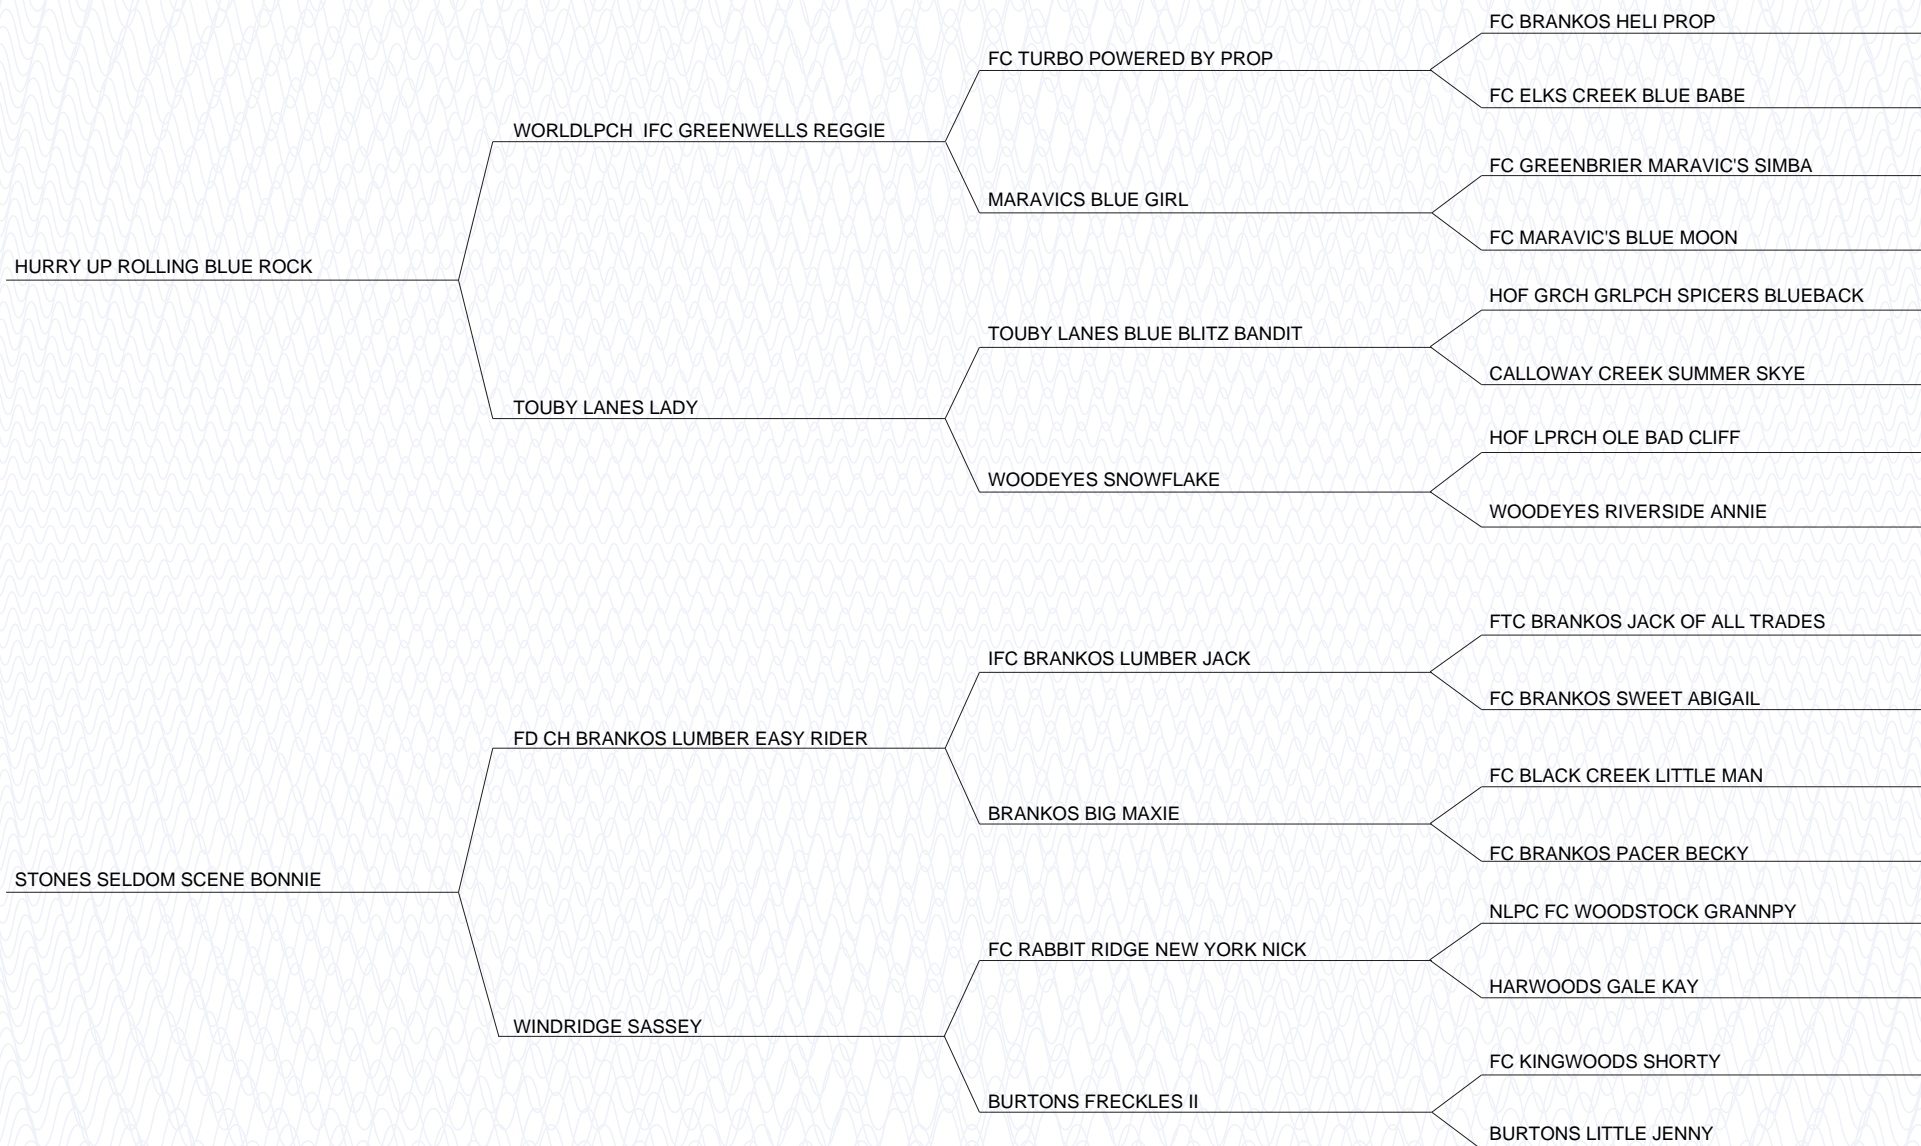 FC BRANKOS HELI PROP
FC TURBO POWERED BY PROP
FC ELKS CREEK BLUE BABE
WORLDLPCH  IFC GREENWELLS REGGIE
FC GREENBRIER MARAVIC'S SIMBA
MARAVICS BLUE GIRL
FC MARAVIC'S BLUE MOON
HURRY UP ROLLING BLUE ROCK
HOF GRCH GRLPCH SPICERS BLUEBACK
TOUBY LANES BLUE BLITZ BANDIT
CALLOWAY CREEK SUMMER SKYE
TOUBY LANES LADY
HOF LPRCH OLE BAD CLIFF
WOODEYES SNOWFLAKE
WOODEYES RIVERSIDE ANNIE
FTC BRANKOS JACK OF ALL TRADES
IFC BRANKOS LUMBER JACK
FC BRANKOS SWEET ABIGAIL
FD CH BRANKOS LUMBER EASY RIDER
FC BLACK CREEK LITTLE MAN
BRANKOS BIG MAXIE
FC BRANKOS PACER BECKY
STONES SELDOM SCENE BONNIE
NLPC FC WOODSTOCK GRANNPY
FC RABBIT RIDGE NEW YORK NICK
HARWOODS GALE KAY
WINDRIDGE SASSEY
FC KINGWOODS SHORTY
BURTONS FRECKLES II
BURTONS LITTLE JENNY